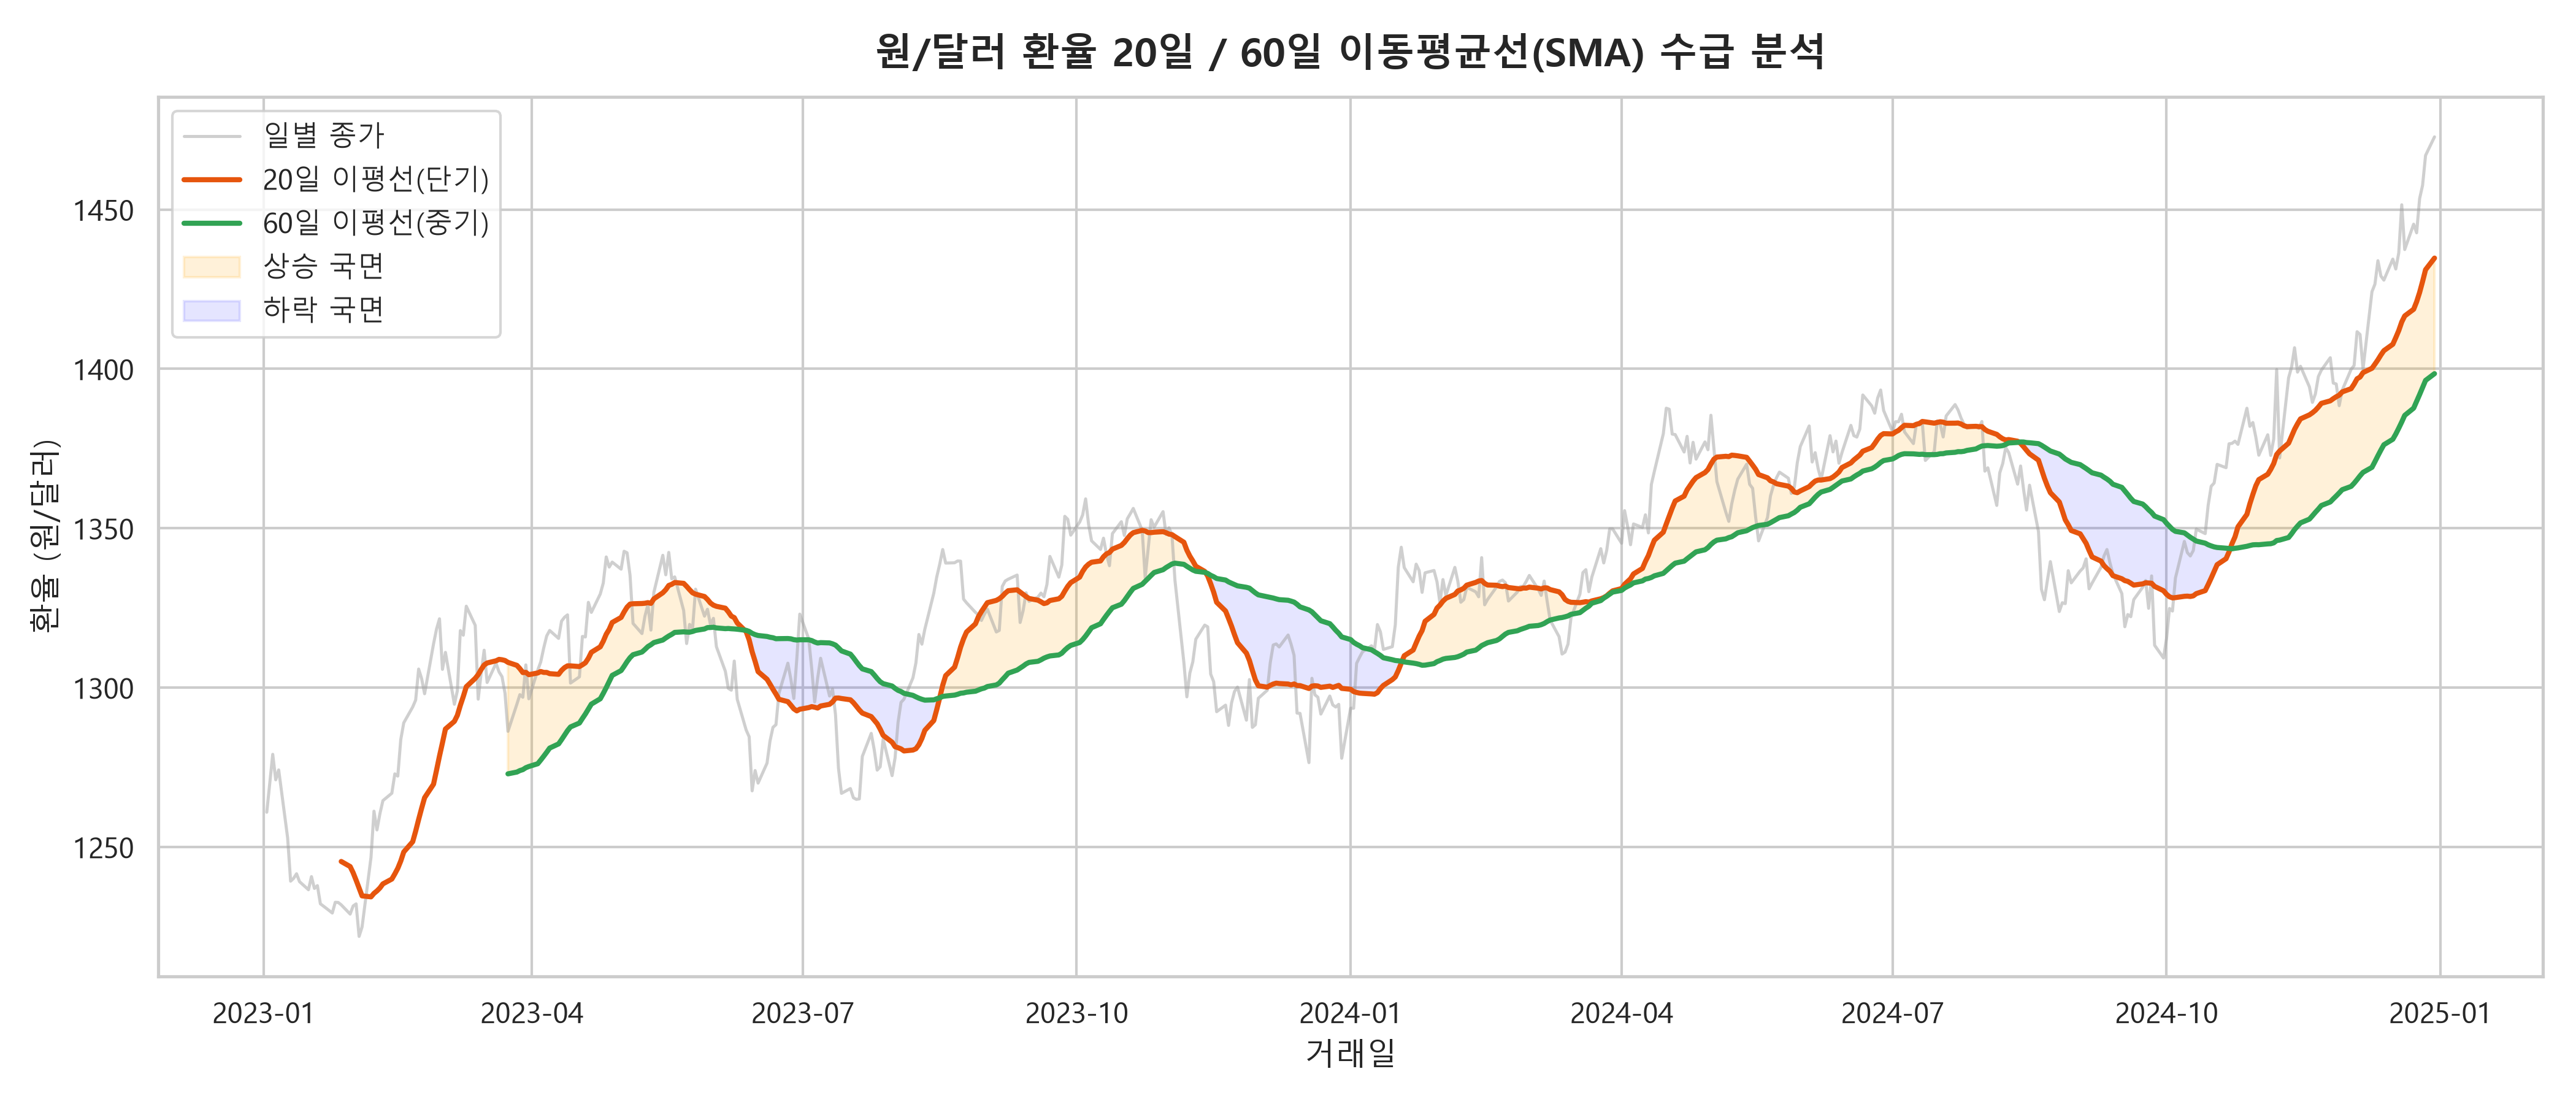 원/달러 환율 20일 / 60일 이동평균선(SMA) 수급 분석
일별 종가
20일 이평선(단기)
60일 이평선(중기)
상승 국면
하락 국면
환율 (원/달러)
1450
1400
1350
1300
1250
2023-01
2023-04
2023-07
2023-10
2024-01
2024-04
2024-07
2024-10
2025-01
거래일